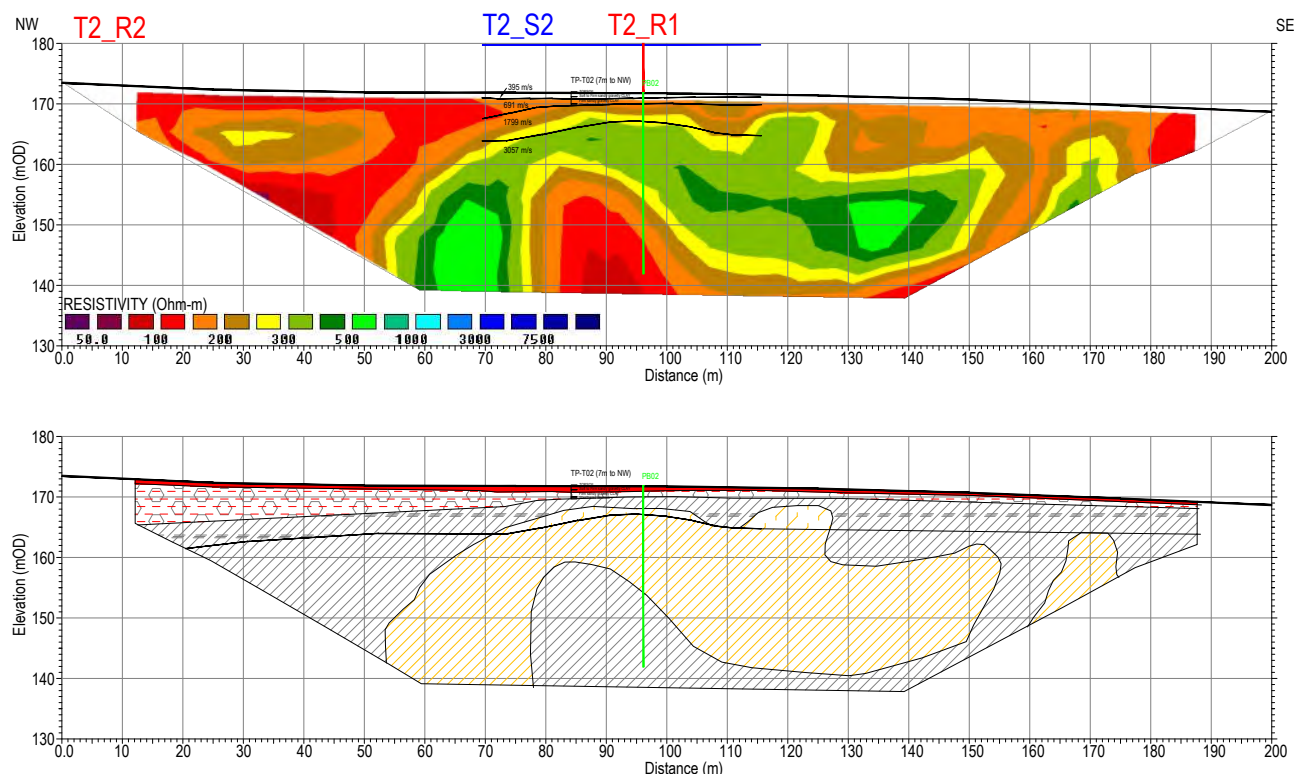 NW
T2_R2
T2_S2
T2_R1
SE
180
170
160
150
140
130
Elevation (mOD)
TP-T02 (7m to NW)
PB02
395 m/s
691 m/s
1799 m/s
3057 m/s
RESISTIVITY (Ohm-m)
50.0 100 200 300 500 1000 3000 7500
0.0 10 20 30 40 50 60 70 80 90 100 110 120 130 140 150 160 170 180 190 200
Distance (m)
180
170
160
150
140
130
Elevation (mOD)
TP-T02 (7m to NW)
PB02
0.0 10 20 30 40 50 60 70 80 90 100 110 120 130 140 150 160 170 180 190 200
Distance (m)